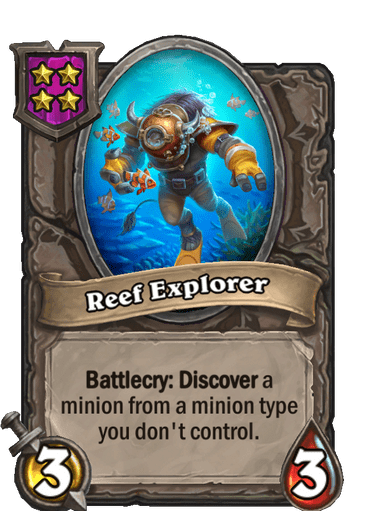 Reef Explorer
Battlecry: Discover a
minion from a minion type
you don't control.
3
3